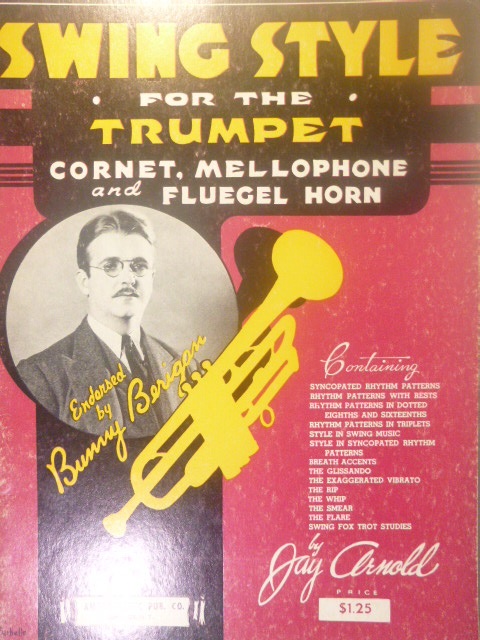 SWING STYLE
• FOR THE •
TRUMPET
CORNET, MELLOPHONE
and FLUEGEL HORN
Endorsed
by
Bunny Berigan
Containing
SYNCOPATED RHYTHM PATTERNS
RHYTHM PATTERNS WITH RESTS
RHYTHM PATTERNS IN DOTTED
EIGHTHS AND SIXTEENTHS
RHYTHM PATTERNS IN TRIPLETS
STYLE IN SWING MUSIC
STYLE IN SYNCOPATED RHYTHM
PATTERNS
BREATH ACCENTS
THE GLISSANDO
THE EXAGGERATED VIBRATO
THE RIP
THE WHIP
THE SMEAR
THE FLARE
SWING FOX TROT STUDIES
by
Jay Arnold
PRICE
$1.25
CO.